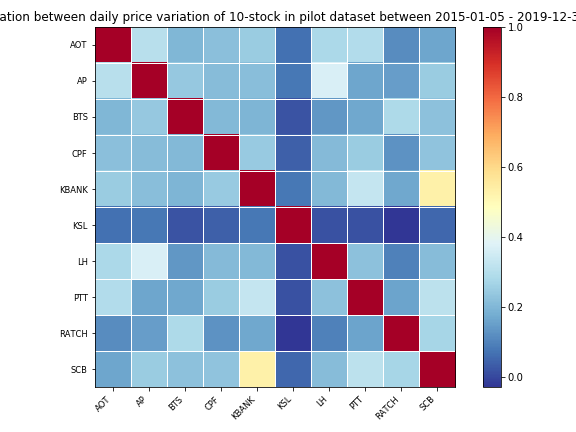 ation between daily price variation of 10-stock in pilot dataset between 2015-01-05 - 2019-12-3
AOT
AP
BTS
CPF
KBANK
KSL
LH
PTT
RATCH
SCB
AOT
AP
BTS
CPF
KBANK
KSL
LH
PTT
RATCH
SCB
1.0
0.8
0.6
0.4
0.2
0.0